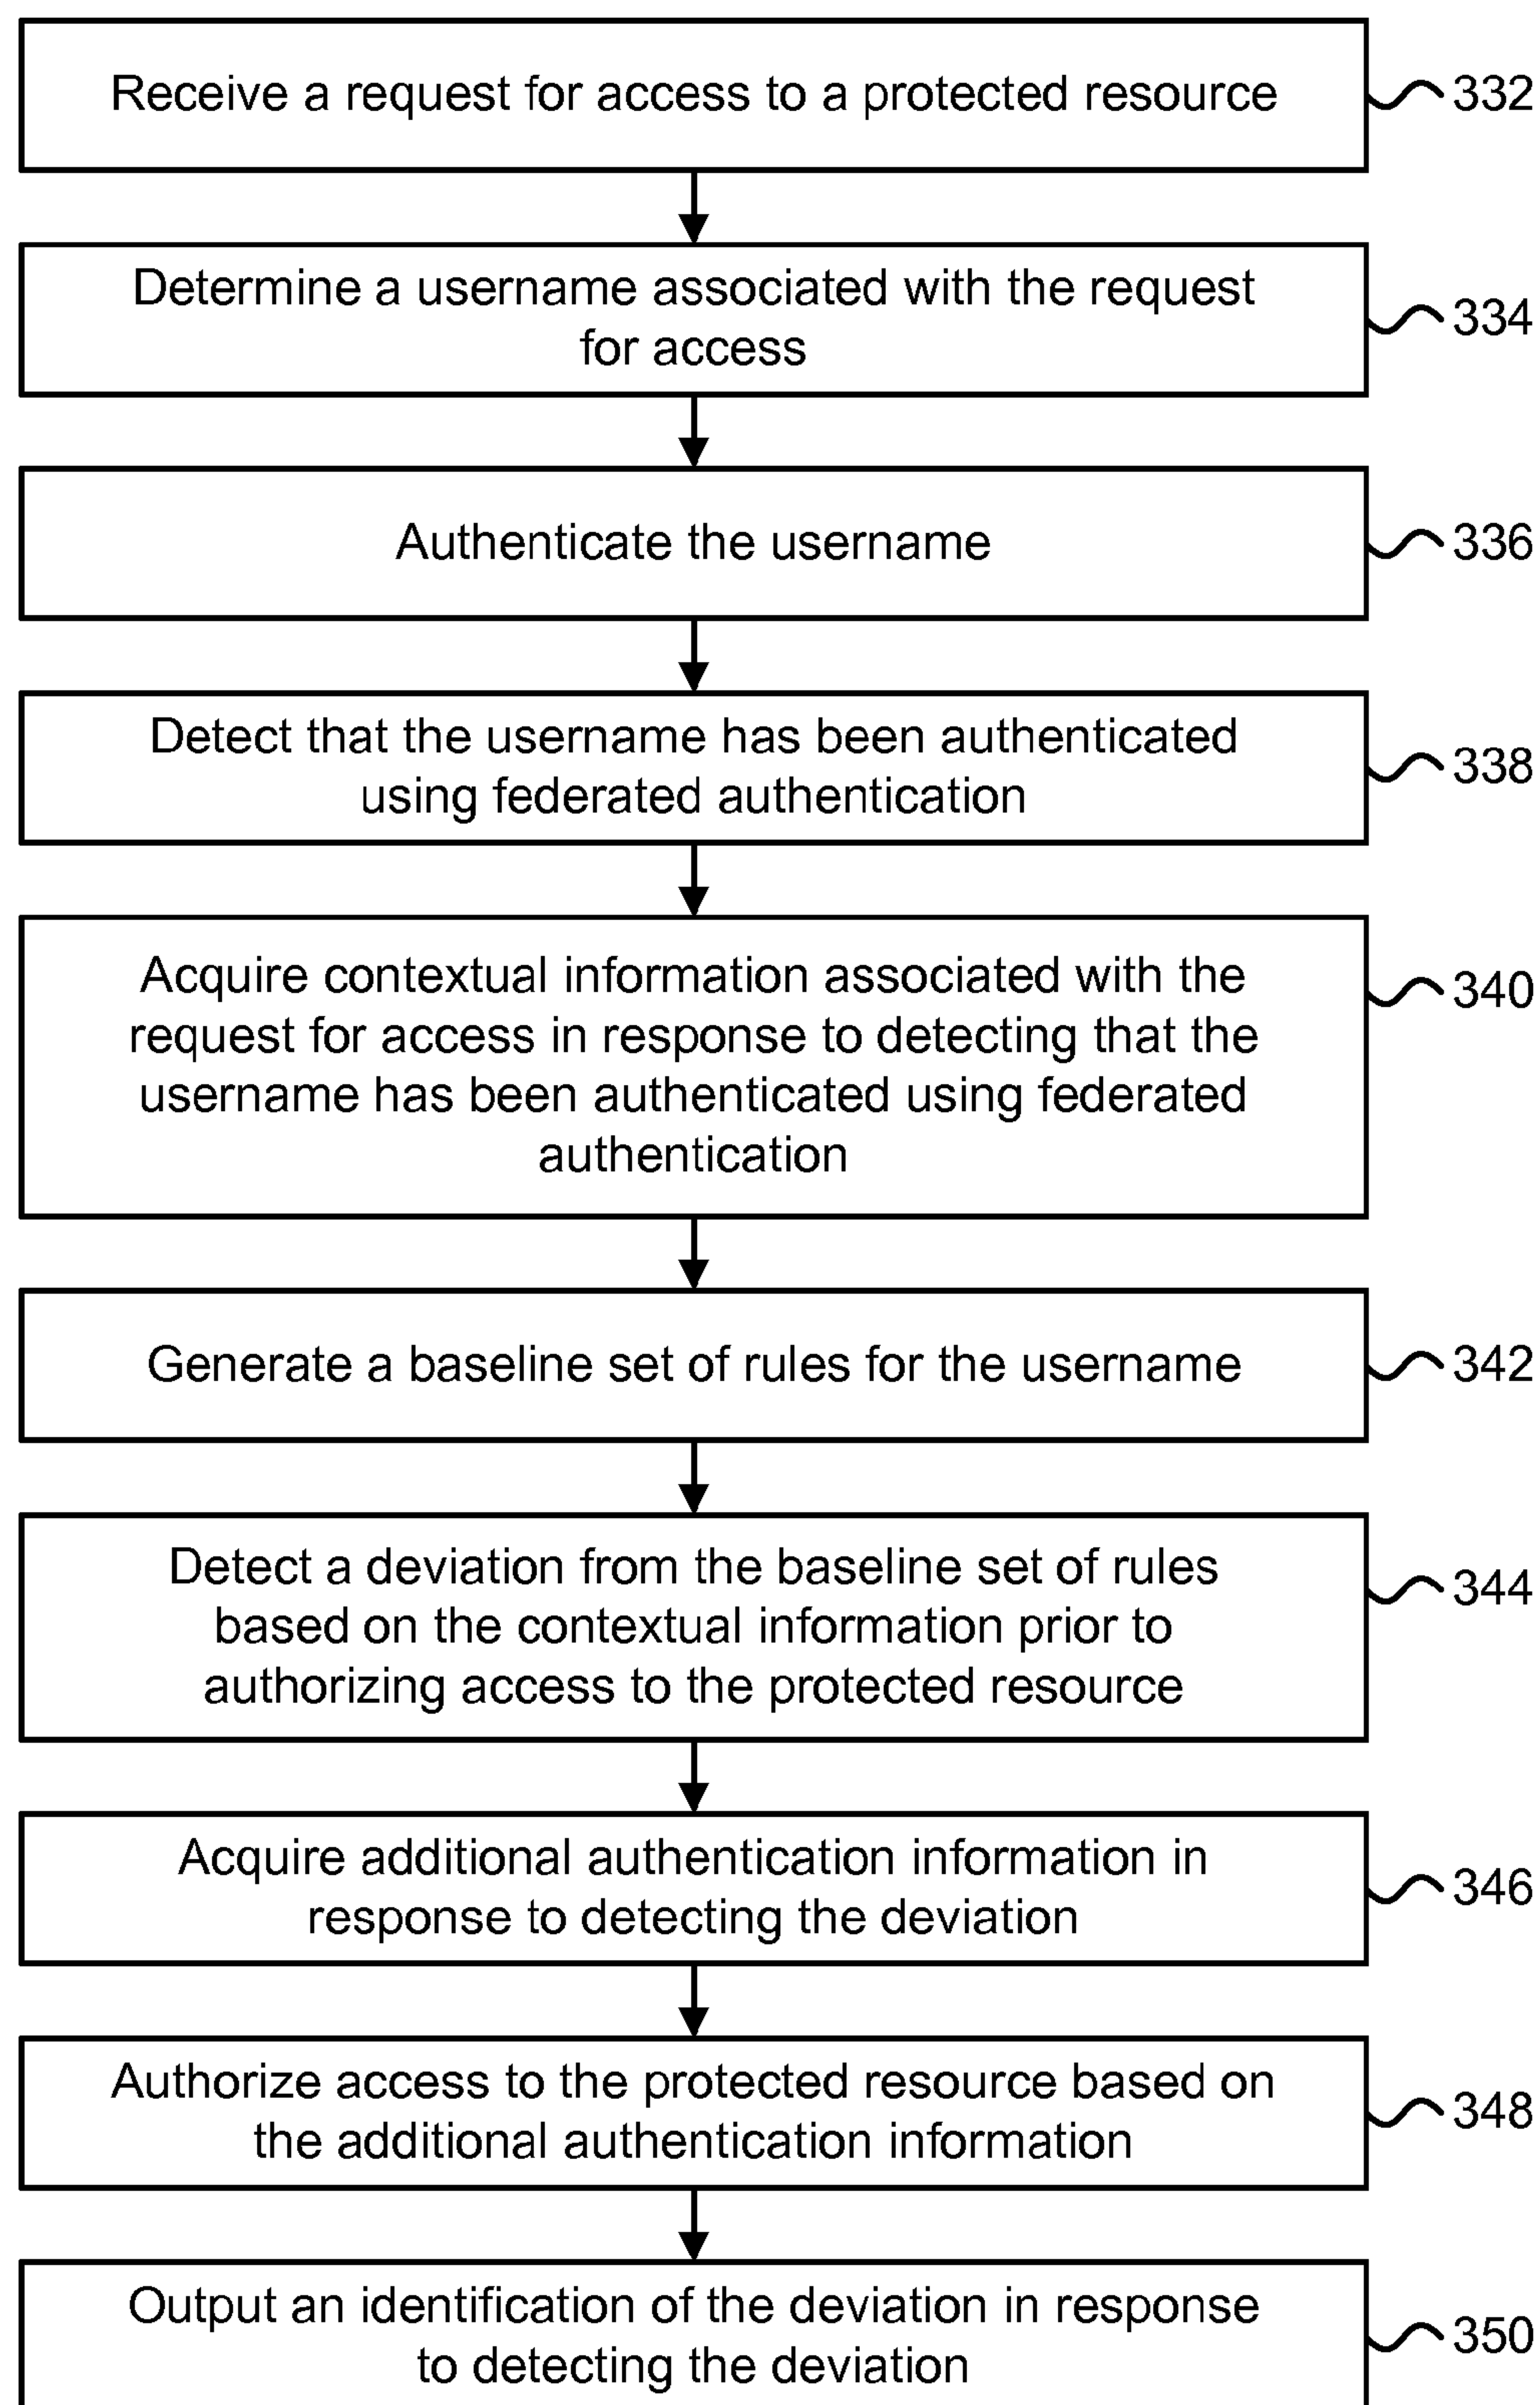 Receive a request for access to a protected resource
332
Determine a username associated with the request
for access
334
Authenticate the username
336
Detect that the username has been authenticated
using federated authentication
338
Acquire contextual information associated with the
request for access in response to detecting that the
username has been authenticated using federated
authentication
340
Generate a baseline set of rules for the username
342
Detect a deviation from the baseline set of rules
based on the contextual information prior to
authorizing access to the protected resource
344
Acquire additional authentication information in
response to detecting the deviation
346
Authorize access to the protected resource based on
the additional authentication information
348
Output an identification of the deviation in response
to detecting the deviation
350